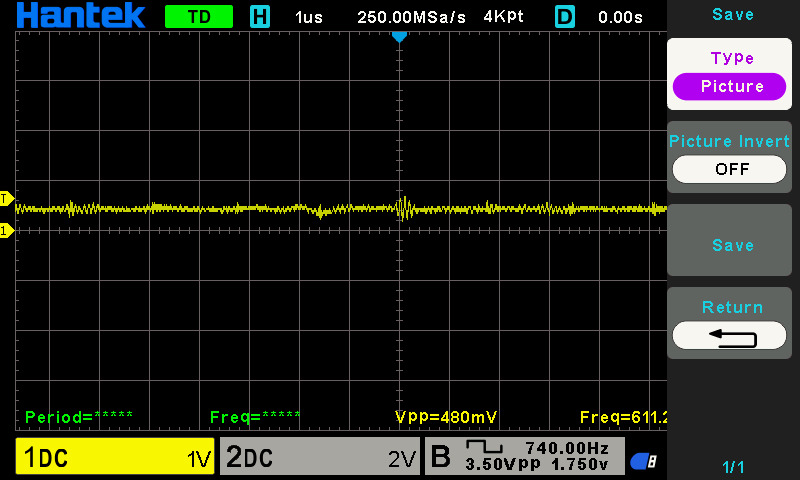 Hantek TD H 1us 250.00MSa/s 4Kpt D 0.00s
Save
Type
Picture
Picture Invert
OFF
Save
Return
T
1
Period=***** Freq=***** Vpp=480mV Freq=611.2
1DC 1V 2DC 2V B 740.00Hz
3.50Vpp 1.750v
1/1